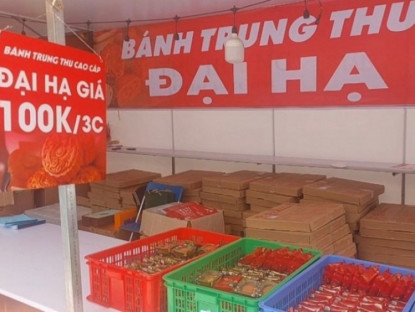 BÁNH TRUNG THU CAO CẤP
ĐẠI HẠ GIÁ
100K/3C
BÁNH TRUNG THU
ĐẠI HẠ